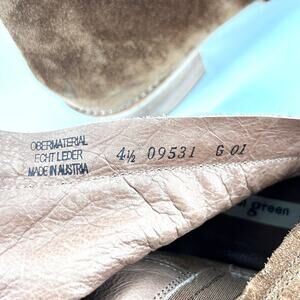 OBERMATERIAL
ECHT LEDER
MADE IN AUSTRIA
4½ 09531 G 01
green